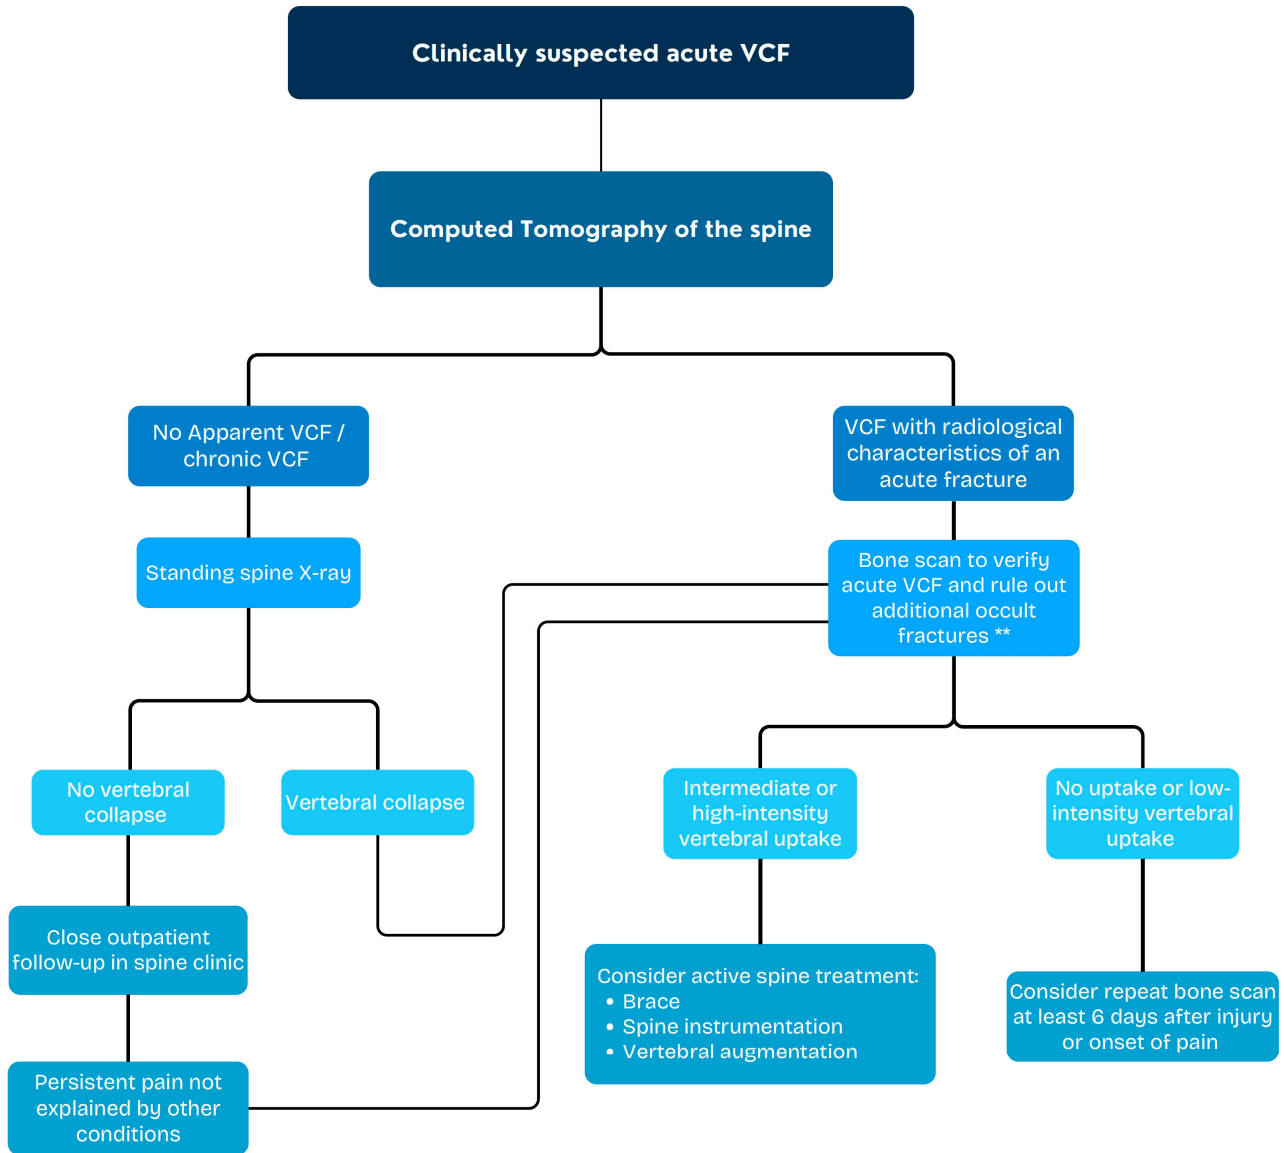 Clinically suspected acute VCF
Computed Tomography of the spine
No Apparent VCF /
chronic VCF
VCF with radiological
characteristics of an
acute fracture
Standing spine X-ray
Bone scan to verify
acute VCF and rule out
additional occult
fractures **
No vertebral
collapse
Vertebral collapse
Intermediate or
high-intensity
vertebral uptake
No uptake or low-
intensity vertebral
uptake
Close outpatient
follow-up in spine clinic
Consider active spine treatment:
• Brace
• Spine instrumentation
• Vertebral augmentation
Consider repeat bone scan
at least 6 days after injury
or onset of pain
Persistent pain not
explained by other
conditions